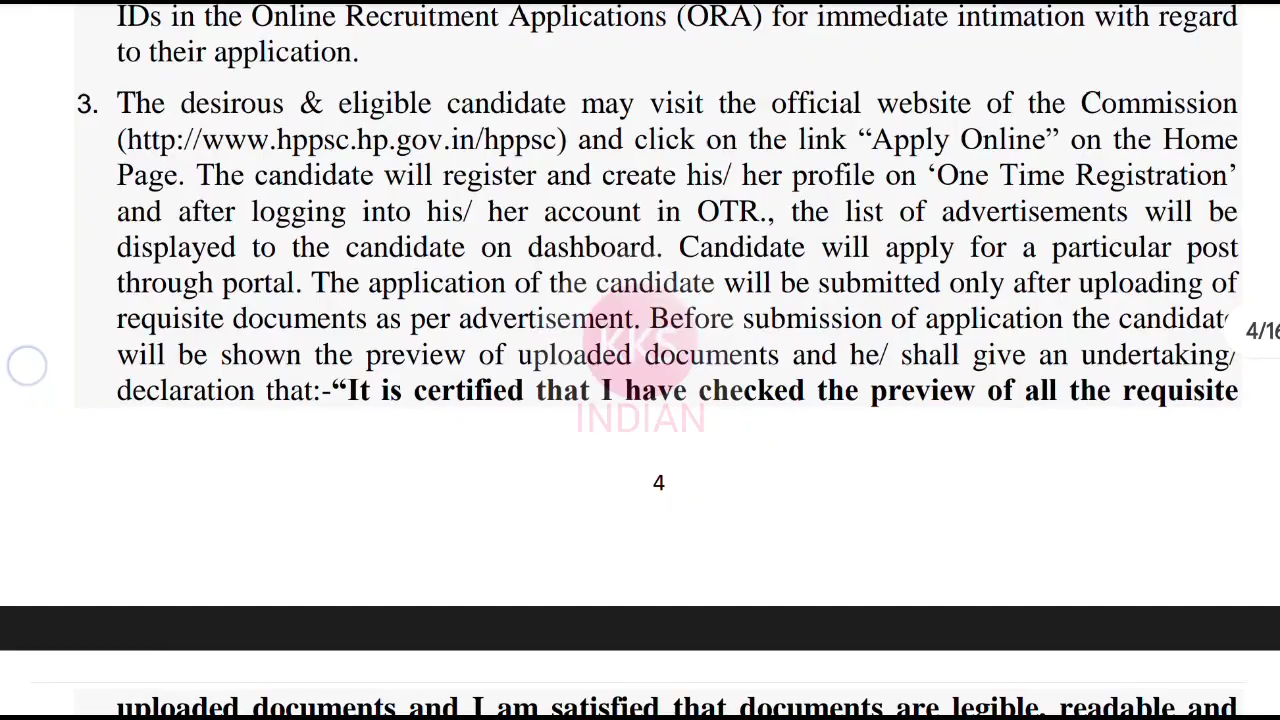 IDs in the Online Recruitment Applications (ORA) for immediate intimation with regard
to their application.
3. The desirous & eligible candidate may visit the official website of the Commission
(http://www.hppsc.hp.gov.in/hppsc) and click on the link “Apply Online” on the Home
Page. The candidate will register and create his/ her profile on ‘One Time Registration’
and after logging into his/ her account in OTR., the list of advertisements will be
displayed to the candidate on dashboard. Candidate will apply for a particular post
through portal. The application of the candidate will be submitted only after uploading of
requisite documents as per advertisement. Before submission of application the candidate
4/16
will be shown the preview of uploaded documents and he/ shall give an undertaking/
declaration that:-“It is certified that I have checked the preview of all the requisite
KKS
INDIAN
4
uploaded documents and I am satisfied that documents are legible, readable and